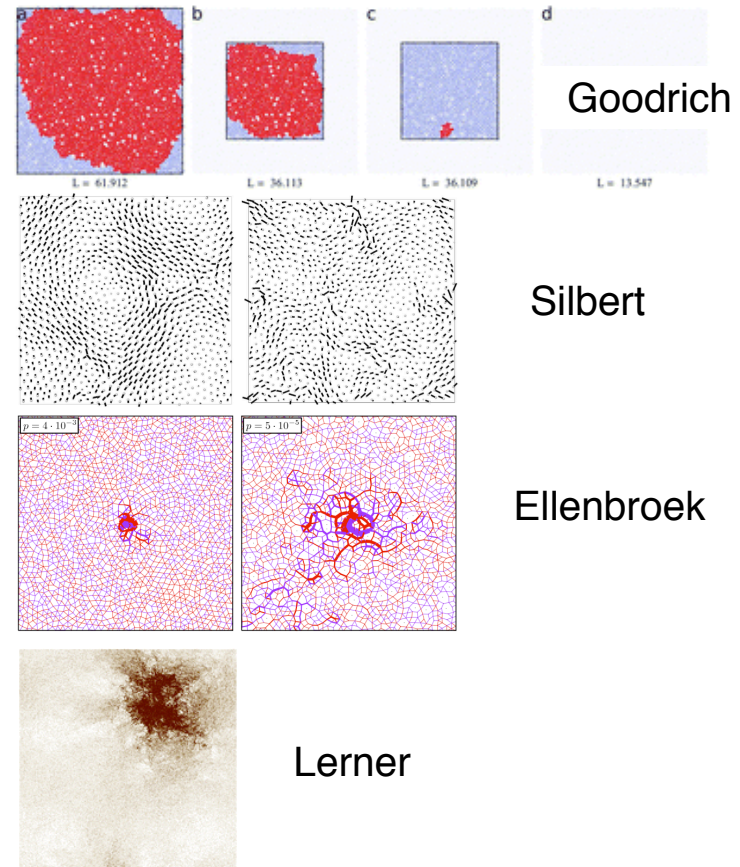 a b c d
Goodrich
L = 61.912 L = 36.113 L = 36.109 L = 13.547
Silbert
p = 4 · 10⁻³ p = 5 · 10⁻⁵
Ellenbroek
Lerner